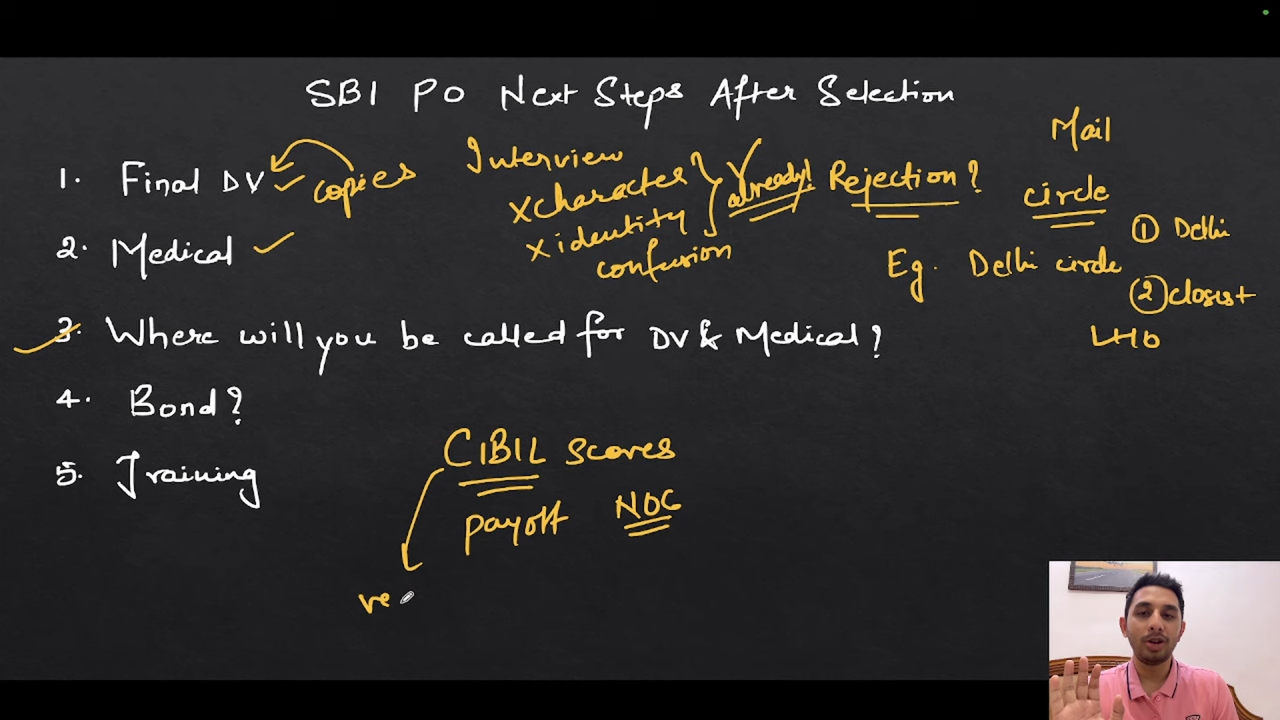 SBI PO Next Steps After Selection
Mail
1. Final DV
copies
Interview
x character
x identity
confusion
already!
Rejection?
circle
① Delhi
2. Medical
Eg. Delhi circle
② closest
LHO
3. Where will you be called for DV & Medical?
4. Bond?
5. Training
CIBIL scores
payoff NOC
re